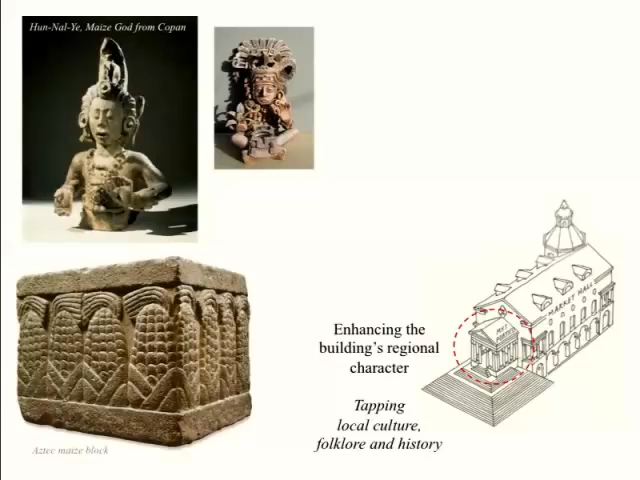 Hun-Nal-Ye, Maize God from Copan
MARKET HALL
Enhancing the
building's regional
character
Tapping
local culture,
folklore and history
Aztec maize block